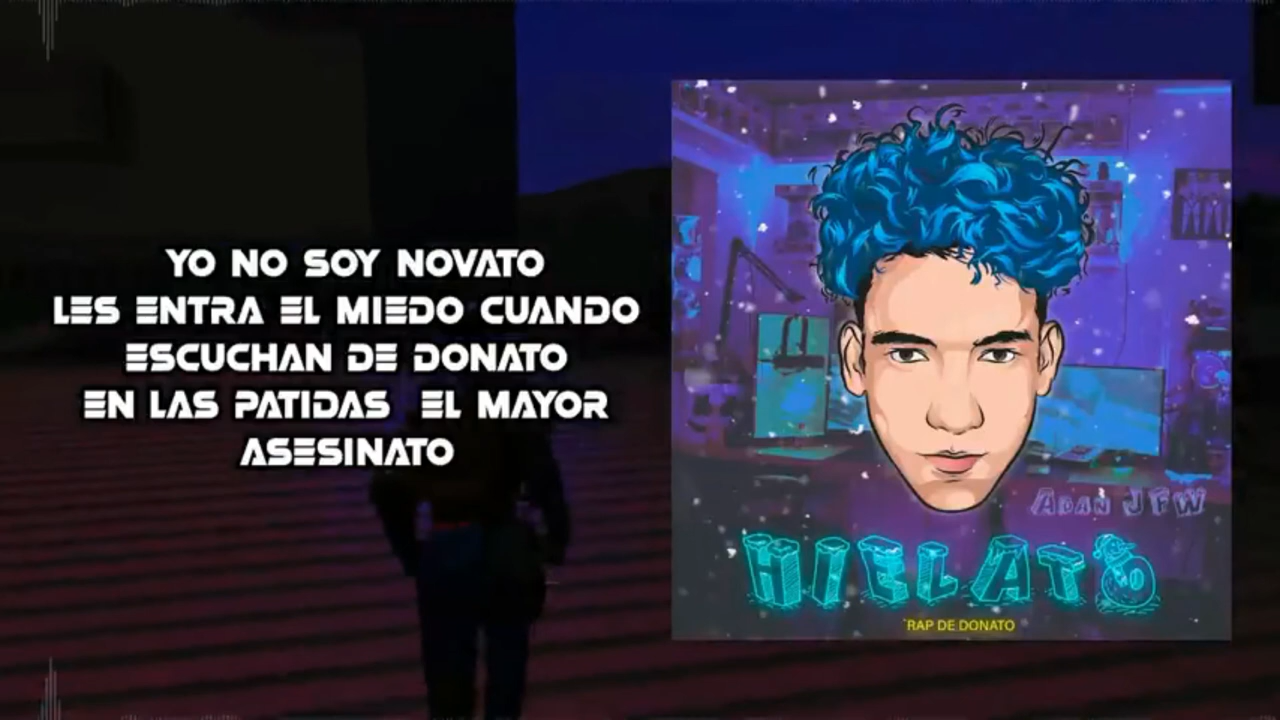 YO NO SOY NOVATO
LES ENTRA EL MIEDO CUANDO
ESCUCHAN DE DONATO
EN LAS PATIDAS EL MAYOR
ASESINATO
ADAN JFW
HIELATO
RAP DE DONATO